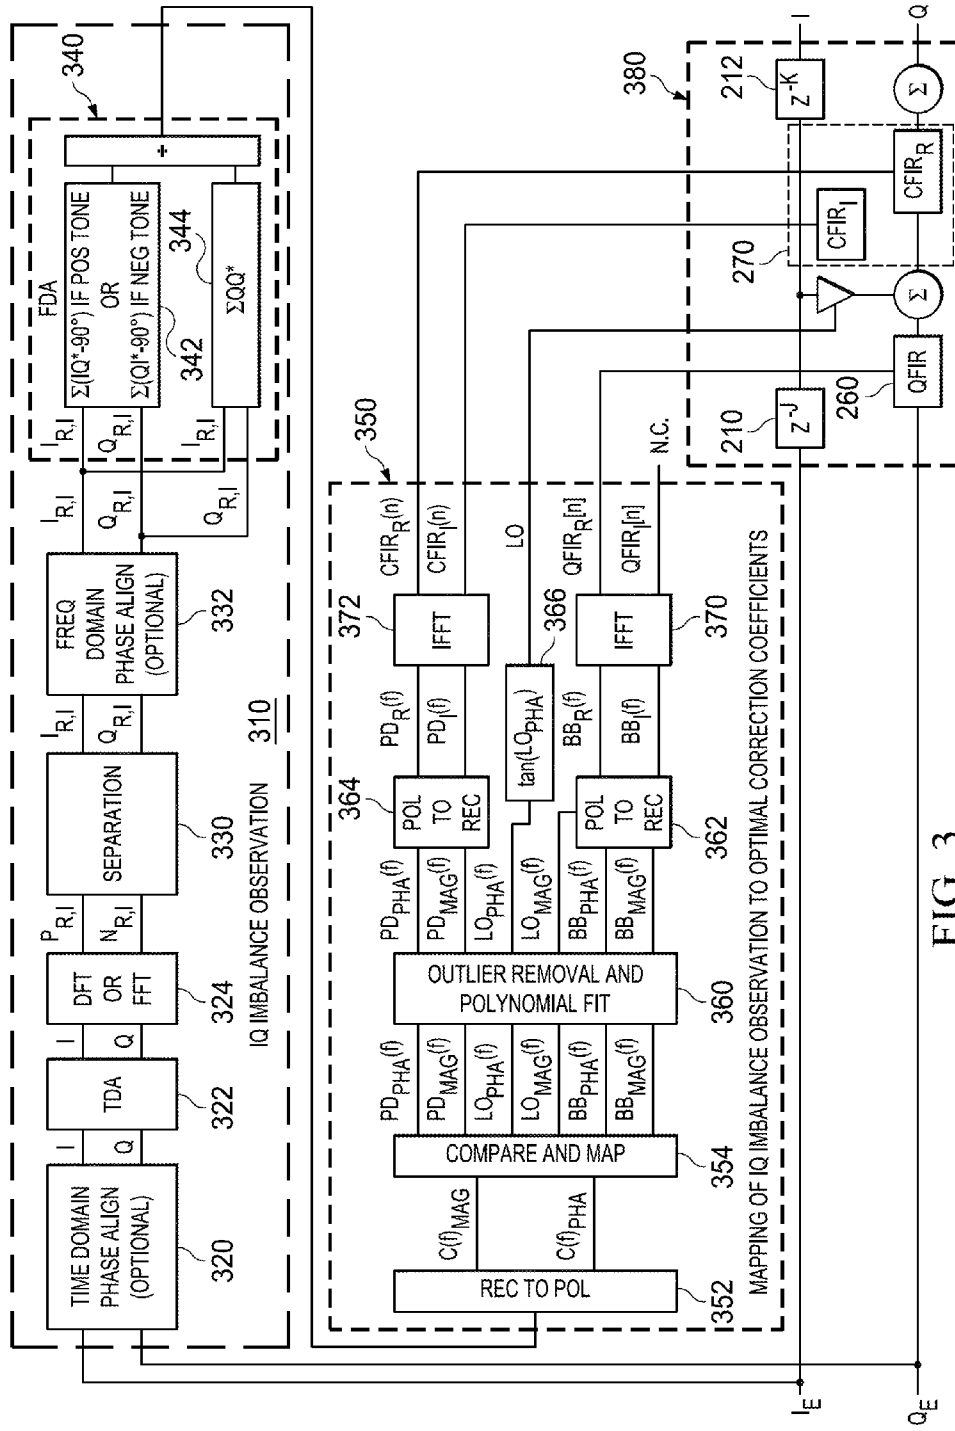 I_E
Q_E
TIME DOMAIN
PHASE ALIGN
(OPTIONAL)
320
I
Q
TDA
322
I
Q
DFT
OR
FFT
324
P_R,I
N_R,I
SEPARATION
330
I_R,I
Q_R,I
FREQ
DOMAIN
PHASE ALIGN
(OPTIONAL)
332
I_R,I
Q_R,I
Q_R,I
I_R,I
Q_R,I
I_R,I
FDA
Σ(IQ*-90°) IF POS TONE
OR
Σ(QI*-90°) IF NEG TONE
342
ΣQQ*
344
÷
340
310
IQ IMBALANCE OBSERVATION
REC TO POL
352
C(f)_MAG
C(f)_PHA
COMPARE AND MAP
354
PD_PHA(f)
PD_MAG(f)
LO_PHA(f)
LO_MAG(f)
BB_PHA(f)
BB_MAG(f)
OUTLIER REMOVAL AND
POLYNOMIAL FIT
360
PD_PHA(f)
PD_MAG(f)
LO_PHA(f)
LO_MAG(f)
BB_PHA(f)
BB_MAG(f)
POL
TO
REC
364
POL
TO
REC
362
tan(LO_PHA)
366
PD_R(f)
PD_I(f)
BB_R(f)
BB_I(f)
IFFT
372
IFFT
370
CFIR_R(n)
CFIR_I(n)
LO
QFIR_R[n]
QFIR_I[n]
N.C.
350
MAPPING OF IQ IMBALANCE OBSERVATION TO OPTIMAL CORRECTION COEFFICIENTS
Z^-J
210
QFIR
260
Σ
CFIR_I
270
CFIR_R
Z^-K
212
Σ
380
I
Q
FIG. 3